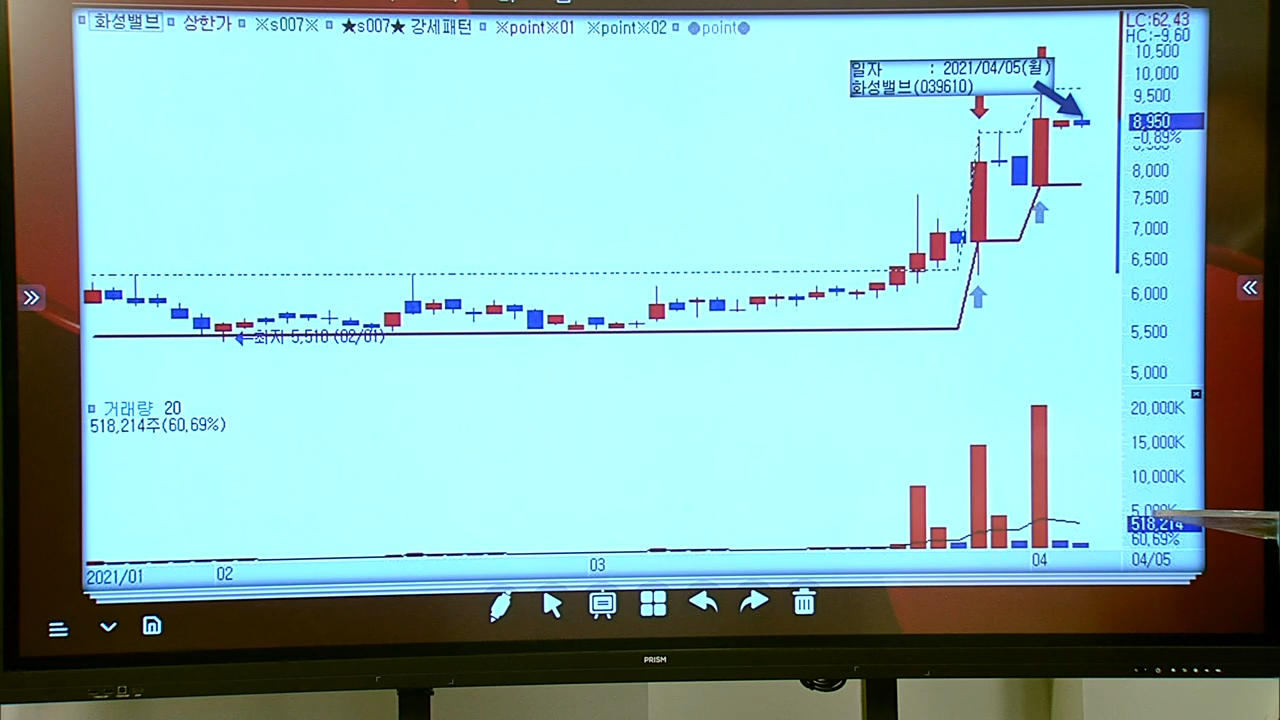 화성밸브 상한가 ※s007※ ★s007★ 강세패턴 ※point※01 ※point※02 ●point●
LC:62,43
HC:-9,60
10,500
일자 : 2021/04/05(월)
화성밸브(039610)
10,000
9,500
8,950
-0,89%
8,000
7,500
7,000
6,500
6,000
5,500
←최저 5,510 (02/01)
5,000
거래량 20
518,214주(60,69%)
20,000K
15,000K
10,000K
5,000K
518,214
60,69%
2021/01 02 03 04 04/05
PRISM